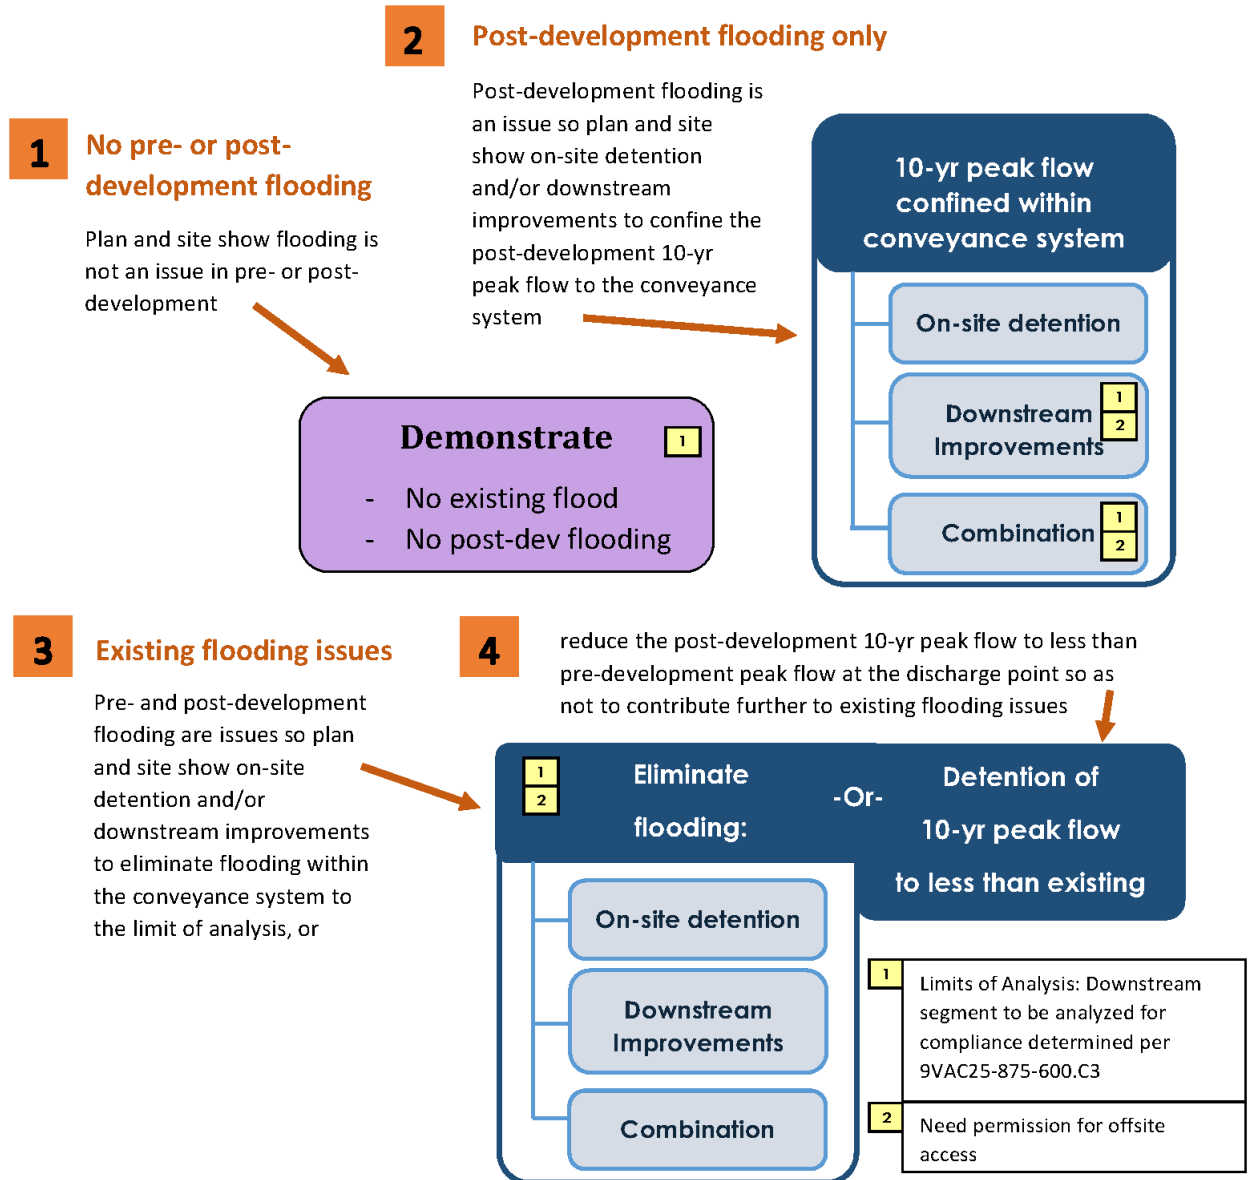 1
No pre- or post-
development flooding
Plan and site show flooding is
not an issue in pre- or post-
development
2
Post-development flooding only
Post-development flooding is
an issue so plan and site
show on-site detention
and/or downstream
improvements to confine the
post-development 10-yr
peak flow to the conveyance
system
Demonstrate
1
- No existing flood
- No post-dev flooding
10-yr peak flow
confined within
conveyance system
On-site detention
Downstream
Improvements
1
2
Combination
1
2
3
Existing flooding issues
Pre- and post-development
flooding are issues so plan
and site show on-site
detention and/or
downstream improvements
to eliminate flooding within
the conveyance system to
the limit of analysis, or
4
reduce the post-development 10-yr peak flow to less than
pre-development peak flow at the discharge point so as
not to contribute further to existing flooding issues
1
2
Eliminate
flooding:
-Or-
Detention of
10-yr peak flow
to less than existing
On-site detention
Downstream
Improvements
Combination
1
Limits of Analysis: Downstream
segment to be analyzed for
compliance determined per
9VAC25-875-600.C3
2
Need permission for offsite
access